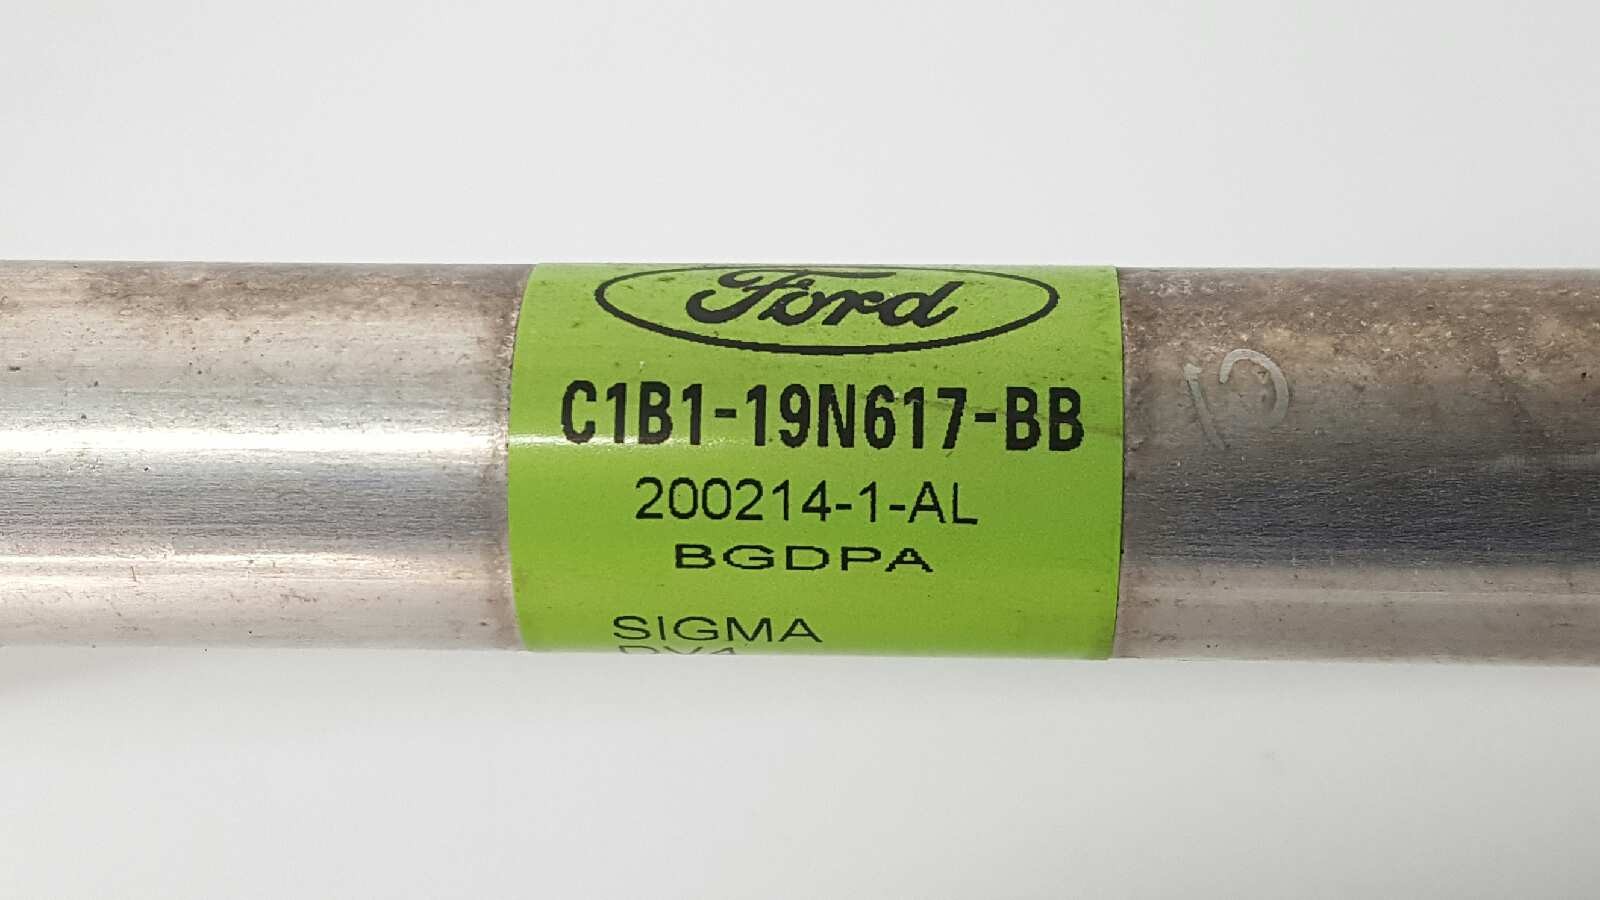 Ford
C1B1-19N617-BB
200214-1-AL
BGDPA
SIGMA